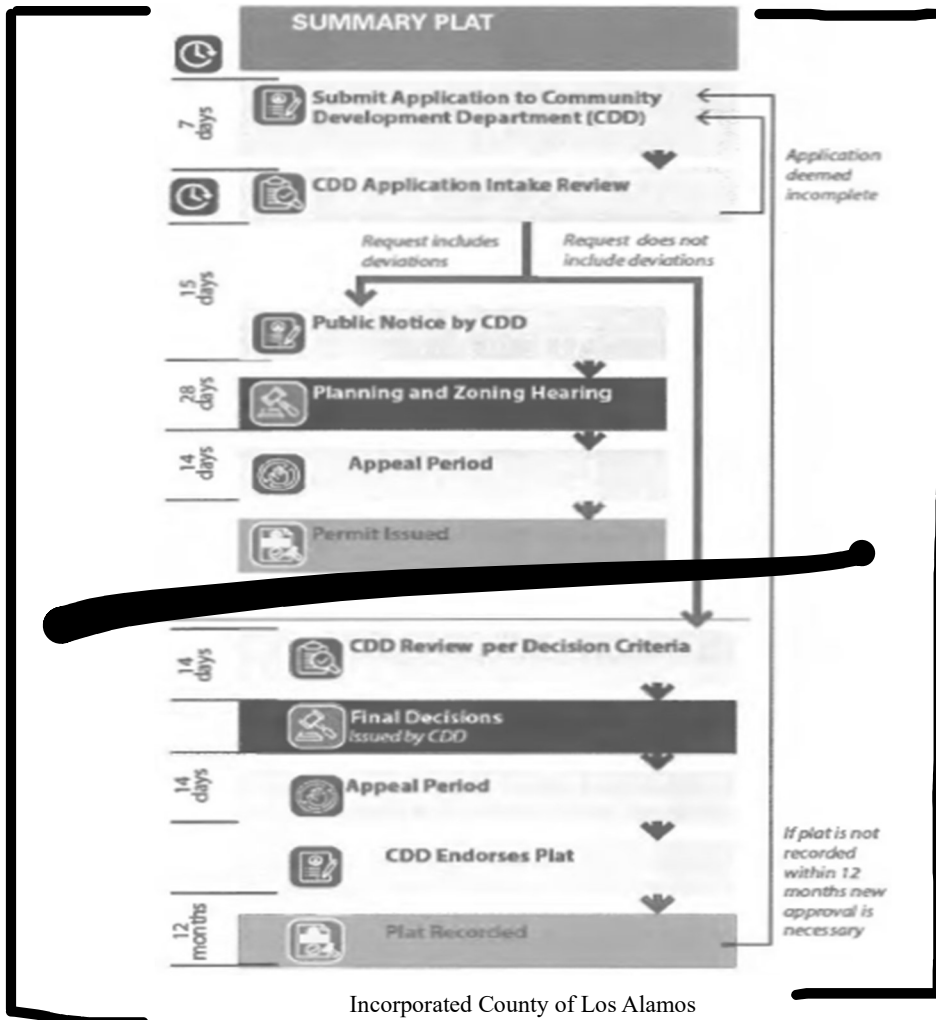 SUMMARY PLAT
7
days
Submit Application to Community
Development Department (CDD)
Application
deemed
incomplete
CDD Application Intake Review
Request includes
deviations
Request does not
include deviations
15
days
Public Notice by CDD
28
days
Planning and Zoning Hearing
14
days
Appeal Period
Permit Issued
14
days
CDD Review per Decision Criteria
Final Decisions
Issued by CDD
14
days
Appeal Period
CDD Endorses Plat
If plat is not
recorded
within 12
months new
approval is
necessary
12
months
Plat Recorded
Incorporated County of Los Alamos